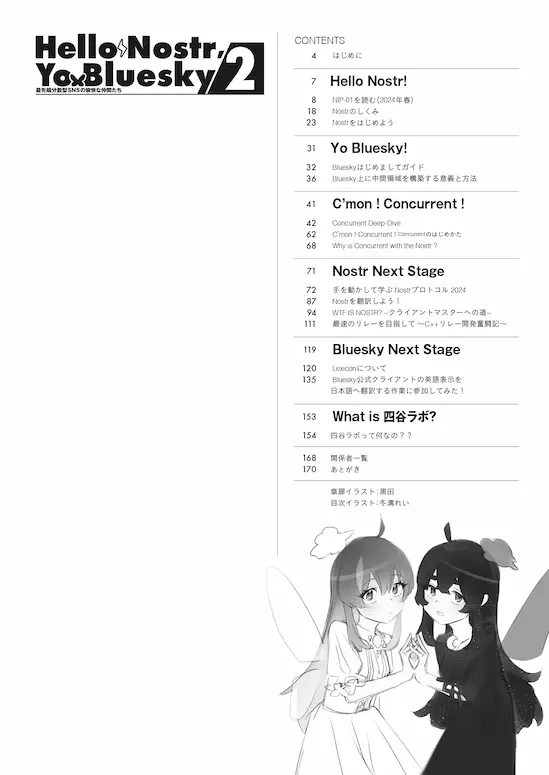 Hello Nostr,
Yo Bluesky 2
最先端分散型SNSの愉快な仲間たち
CONTENTS
4 はじめに
7 Hello Nostr!
8 NIP-01を読む(2024年春)
18 Nostrのしくみ
23 Nostrをはじめよう
31 Yo Bluesky!
32 Blueskyはじめましてガイド
36 Bluesky上に中間領域を構築する意義と方法
41 C'mon ! Concurrent !
42 Concurrent Deep-Dive
62 C'mon ! Concurrent ! Concurrentのはじめかた
68 Why is Concurrent with the Nostr ?
71 Nostr Next Stage
72 手を動かして学ぶ Nostrプロトコル 2024
87 Nostrを翻訳しよう!
94 WTF IS NOSTR? −クライアントマスターへの道−
111 最速のリレーを目指して 〜C++リレー開発奮闘記〜
119 Bluesky Next Stage
120 Lexiconについて
135 Bluesky公式クライアントの英語表示を
日本語へ翻訳する作業に参加してみた!
153 What is 四谷ラボ?
154 四谷ラボって何なの??
168 関係者一覧
170 あとがき
章扉イラスト:黒田
目次イラスト:冬溝れい